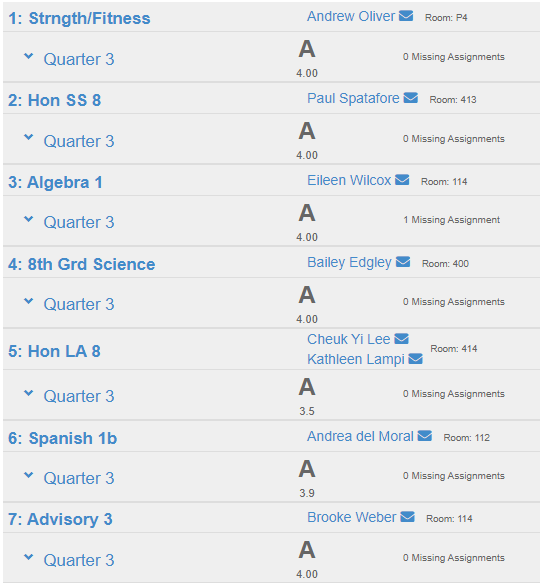 1: Strngth/Fitness Andrew Oliver Room: P4
Quarter 3 A 0 Missing Assignments
4.00
2: Hon SS 8 Paul Spatafore Room: 413
Quarter 3 A 0 Missing Assignments
4.00
3: Algebra 1 Eileen Wilcox Room: 114
Quarter 3 A 1 Missing Assignment
4.00
4: 8th Grd Science Bailey Edgley Room: 400
Quarter 3 A 0 Missing Assignments
4.00
5: Hon LA 8 Cheuk Yi Lee Room: 414
Kathleen Lampi
Quarter 3 A 0 Missing Assignments
3.5
6: Spanish 1b Andrea del Moral Room: 112
Quarter 3 A 0 Missing Assignments
3.9
7: Advisory 3 Brooke Weber Room: 114
Quarter 3 A 0 Missing Assignments
4.00